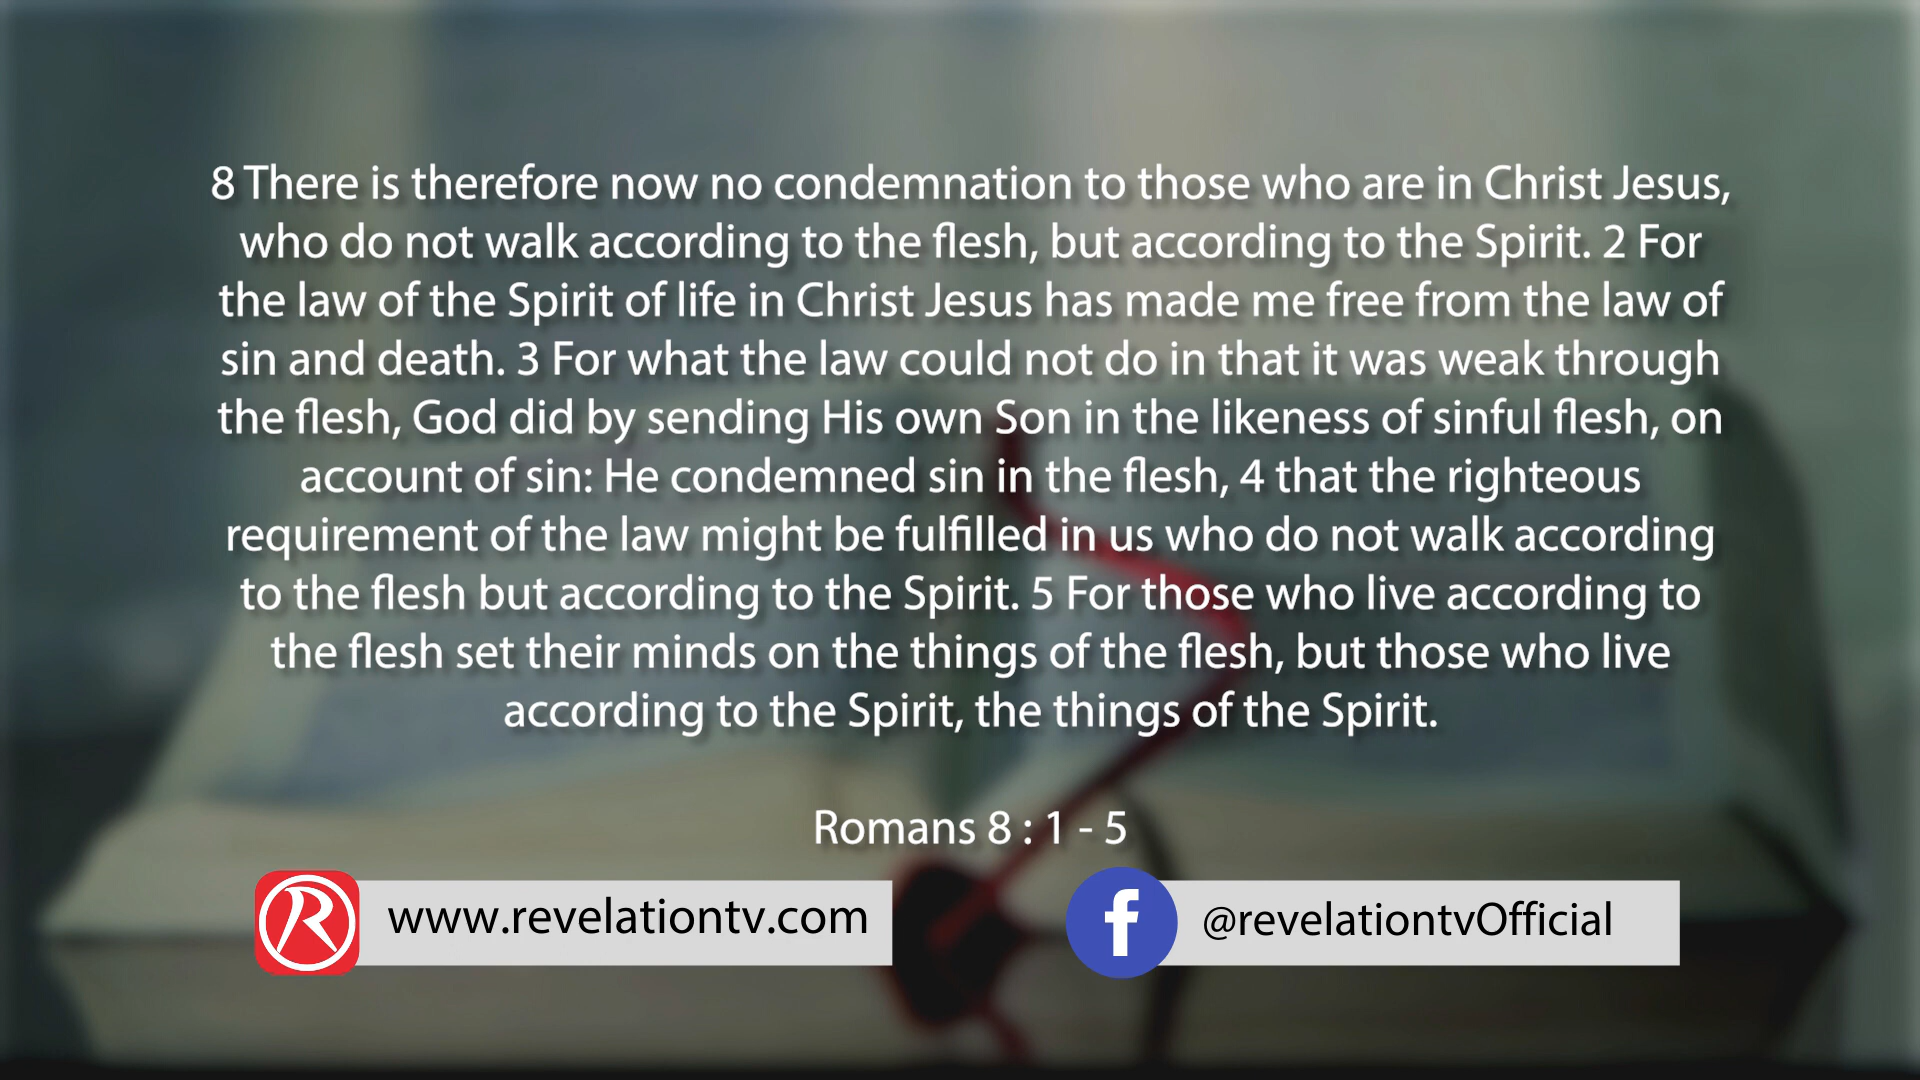 8 There is therefore now no condemnation to those who are in Christ Jesus,
who do not walk according to the flesh, but according to the Spirit. 2 For
the law of the Spirit of life in Christ Jesus has made me free from the law of
sin and death. 3 For what the law could not do in that it was weak through
the flesh, God did by sending His own Son in the likeness of sinful flesh, on
account of sin: He condemned sin in the flesh, 4 that the righteous
requirement of the law might be fulfilled in us who do not walk according
to the flesh but according to the Spirit. 5 For those who live according to
the flesh set their minds on the things of the flesh, but those who live
according to the Spirit, the things of the Spirit.
Romans 8 : 1 - 5
R www.revelationtv.com
f @revelationtvOfficial